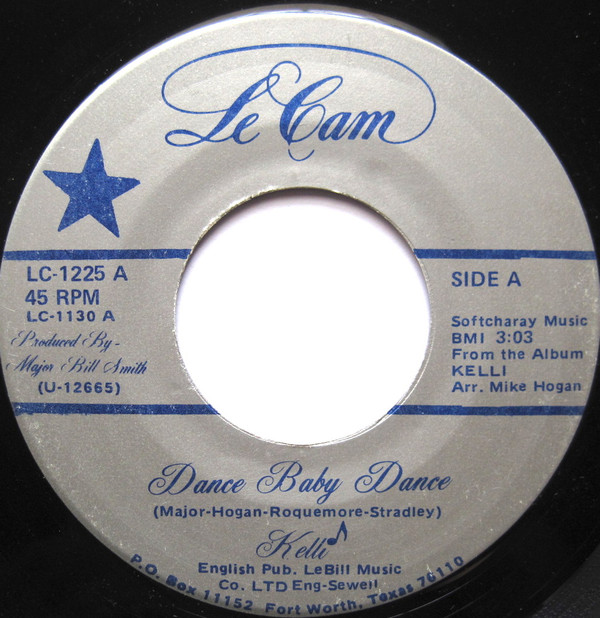 Le Cam
LC-1225 A
45 RPM
LC-1130 A
Produced By-
Major Bill Smith
(U-12665)
SIDE A
Softcharay Music
BMI 3:03
From the Album
KELLI
Arr. Mike Hogan
Dance Baby Dance
(Major-Hogan-Roquemore-Stradley)
Kelli
English Pub. LeBill Music
Co. LTD Eng-Sewell
P.O. Box 11152 Fort Worth, Texas 76110